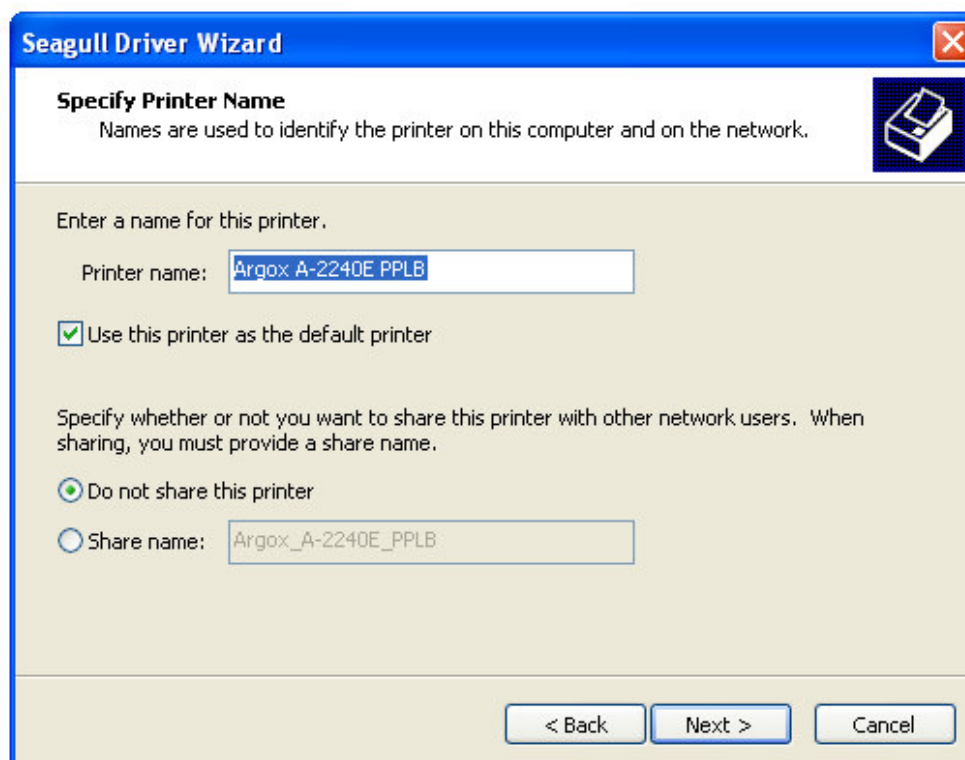 Seagull Driver Wizard
Specify Printer Name
Names are used to identify the printer on this computer and on the network.
Enter a name for this printer.
Printer name: Argox A-2240E PPLB
Use this printer as the default printer
Specify whether or not you want to share this printer with other network users.  When
sharing, you must provide a share name.
Do not share this printer
Share name: Argox_A-2240E_PPLB
< Back Next > Cancel